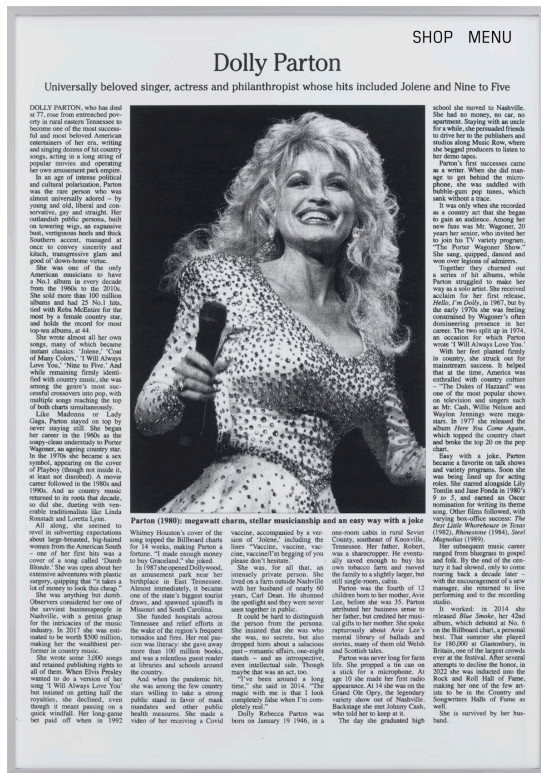 SHOP MENU
Dolly Parton
Universally beloved singer, actress and philanthropist whose hits included Jolene and Nine to Five
DOLLY PARTON, who has died
at 77, rose from entrenched pov-
erty in rural eastern Tennessee to
become one of the most success-
ful and most beloved American
entertainers of her era, writing
and singing dozens of hit country
songs, acting in a long string of
popular movies and operating
her own amusement park empire.
In an age of intense political
and cultural polarization, Parton
was the rare person who was
almost universally adored – by
young and old, liberal and con-
servative, gay and straight. Her
outlandish public persona, built
on towering wigs, an expansive
bust, vertiginous heels and thick
Southern accent, managed at
once to convey sincerity and
kitsch, transgressive glam and
good ol' down-home virtue.
She was one of the only
American musicians to have
a No.1 album in every decade
from the 1960s to the 2010s.
She sold more than 100 million
albums and had 25 No.1 hits,
tied with Reba McEntire for the
most by a female country star,
and holds the record for most
top-ten albums, at 44.
She wrote almost all her own
songs, many of which became
instant classics: 'Jolene,' 'Coat
of Many Colors,' 'I Will Always
Love You,' 'Nine to Five.' And
while remaining firmly identi-
fied with country music, she was
among the genre's most suc-
cessful crossovers into pop, with
multiple songs reaching the top
of both charts simultaneously.
Like Madonna or Lady
Gaga, Parton stayed on top by
never staying still. She began
her career in the 1960s as the
soapy-clean understudy to Porter
Wagoner, an ageing country star.
In the 1970s she became a sex
symbol, appearing on the cover
of Playboy (though not inside it,
at least not disrobed). A movie
career followed in the 1980s and
1990s. And as country music
returned to its roots that decade,
so did she, dueting with ven-
erable traditionalists like Linda
Ronstadt and Loretta Lynn.
All along, she seemed to
revel in subverting expectations
about large-breasted, big-haired
women from the American South
– one of her first hits was a
cover of a song called 'Dumb
Blonde.' She was open about her
extensive adventures with plastic
surgery, quipping that "it takes a
lot of money to look this cheap."
She was anything but dumb.
Observers considered her one of
the savviest businesspeople in
Nashville, with a genius grasp
for the intricacies of the music
industry. In 2017 she was esti-
mated to be worth $500 million,
making her the wealthiest per-
former in country music.
She wrote some 3,000 songs
and retained publishing rights to
all of them. When Elvis Presley
wanted to do a version of her
song 'I Will Always Love You'
but insisted on getting half the
royalties, she declined, even
though it meant passing on a
quick windfall. Her long-game
bet paid off when in 1992
Parton (1980): megawatt charm, stellar musicianship and an easy way with a joke
Whitney Houston's cover of the
song topped the Billboard charts
for 14 weeks, making Parton a
fortune. "I made enough money
to buy Graceland," she joked.
In 1987 she opened Dollywood,
an amusement park near her
birthplace in East Tennessee.
Almost immediately, it became
one of the state's biggest tourist
draws, and spawned spinoffs in
Missouri and South Carolina.
She funded hospitals across
Tennessee and relief efforts in
the wake of the region's frequent
tornados and fires. Her real pas-
sion was literacy: she gave away
more than 100 million books,
and was a relentless guest reader
at libraries and schools around
the country.
And when the pandemic hit,
she was among the few country
stars willing to take a strong
public stand in favor of mask
mandates and other public
health measures. She made a
video of her receiving a Covid
vaccine, accompanied by a ver-
sion of 'Jolene', including the
lines "Vaccine, vaccine, vac-
cine, vaccine/I'm begging of you
please don't hesitate".
She was, for all that, an
intensely private person. She
lived on a farm outside Nashville
with her husband of nearly 60
years, Carl Dean. He shunned
the spotlight and they were never
seen together in public.
It could be hard to distinguish
the person from the persona.
She insisted that she was who
she was, no secrets, but also
dropped hints about a salacious
past – romantic affairs, one-night
stands – and an introspective,
even intellectual side. Though
maybe that was an act, too.
"I've been around a long
time," she said in 2014. "The
magic with me is that I look
completely false when I'm com-
pletely real."
Dolly Rebecca Parton was
born on January 19 1946, in a
one-room cabin in rural Sevier
County, southeast of Knoxville,
Tennessee. Her father, Robert,
was a sharecropper. He eventu-
ally saved enough to buy his
own tobacco farm and moved
the family to a slightly larger, but
still single-room, cabin.
Parton was the fourth of 12
children born to her mother, Avie
Lee, before she was 35. Parton
attributed her business sense to
her father, but credited her musi-
cal gifts to her mother. She spoke
rapturously about Avie Lee's
mental library of ballads and
stories, many of them old Welsh
and Scottish tales.
Parton was never long for farm
life. She propped a tin can on
a stick for a microphone. At
age 10 she made her first radio
appearance. At 14 she was on the
Grand Ole Opry, the legendary
variety show out of Nashville.
Backstage she met Johnny Cash,
who told her to keep at it.
The day she graduated high
school she moved to Nashville.
She had no money, no car, no
apartment. Staying with an uncle
for a while, she persuaded friends
to drive her to the publishers and
studios along Music Row, where
she begged producers to listen to
her demo tapes.
Parton's first successes came
as a writer. When she did man-
age to get behind the micro-
phone, she was saddled with
bubble-gum pop tunes, which
sank without a trace.
It was only when she recorded
as a country act that she began
to gain an audience. Among her
new fans was Mr. Wagoner, 20
years her senior, who invited her
to join his TV variety program,
"The Porter Wagoner Show."
She sang, quipped, danced and
won over legions of admirers.
Together they churned out
a series of hit albums, while
Parton struggled to make her
way as a solo artist. She received
acclaim for her first release,
Hello, I'm Dolly, in 1967, but by
the early 1970s she was feeling
constrained by Wagoner's often
domineering presence in her
career. The two split up in 1974,
an occasion for which Parton
wrote 'I Will Always Love You.'
With her feet planted firmly
in country, she struck out for
mainstream success. It helped
that at the time, America was
enthralled with country culture
– "The Dukes of Hazzard" was
one of the most popular shows
on television and singers such
as Mr. Cash, Willie Nelson and
Waylon Jennings were mega-
stars. In 1977 she released the
album Here You Come Again,
which topped the country chart
and broke the top 20 on the pop
chart.
Easy with a joke, Parton
became a favorite on talk shows
and variety programs. Soon she
was being lined up for acting
roles. She starred alongside Lily
Tomlin and Jane Fonda in 1980's
9 to 5, and earned an Oscar
nomination for writing its theme
song. Other films followed, with
varying box-office success: The
Best Little Whorehouse in Texas
(1982), Rhinestone (1984), Steel
Magnolias (1989).
Her subsequent music career
ranged from bluegrass to gospel
and folk. By the end of the cen-
tury it had slowed, only to come
roaring back a decade later –
with the encouragement of a new
manager, she returned to live
performing and to the recording
studio.
It worked: in 2014 she
released Blue Smoke, her 42nd
album, which debuted at No. 6
on the Billboard chart, a personal
best. That summer she played
for 180,000 at Glastonbury, in
Britain, one of the largest crowds
ever at the festival. After several
attempts to decline the honor, in
2022 she was inducted into the
Rock and Roll Hall of Fame,
making her one of the few art-
ists to be in the Country and
Songwriters Halls of Fame as
well.
She is survived by her hus-
band.